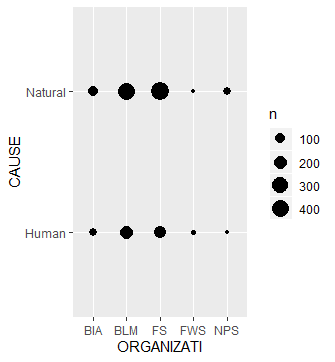 CAUSE
Natural
Human
BIA BLM FS FWS NPS
ORGANIZATI
n
100
200
300
400